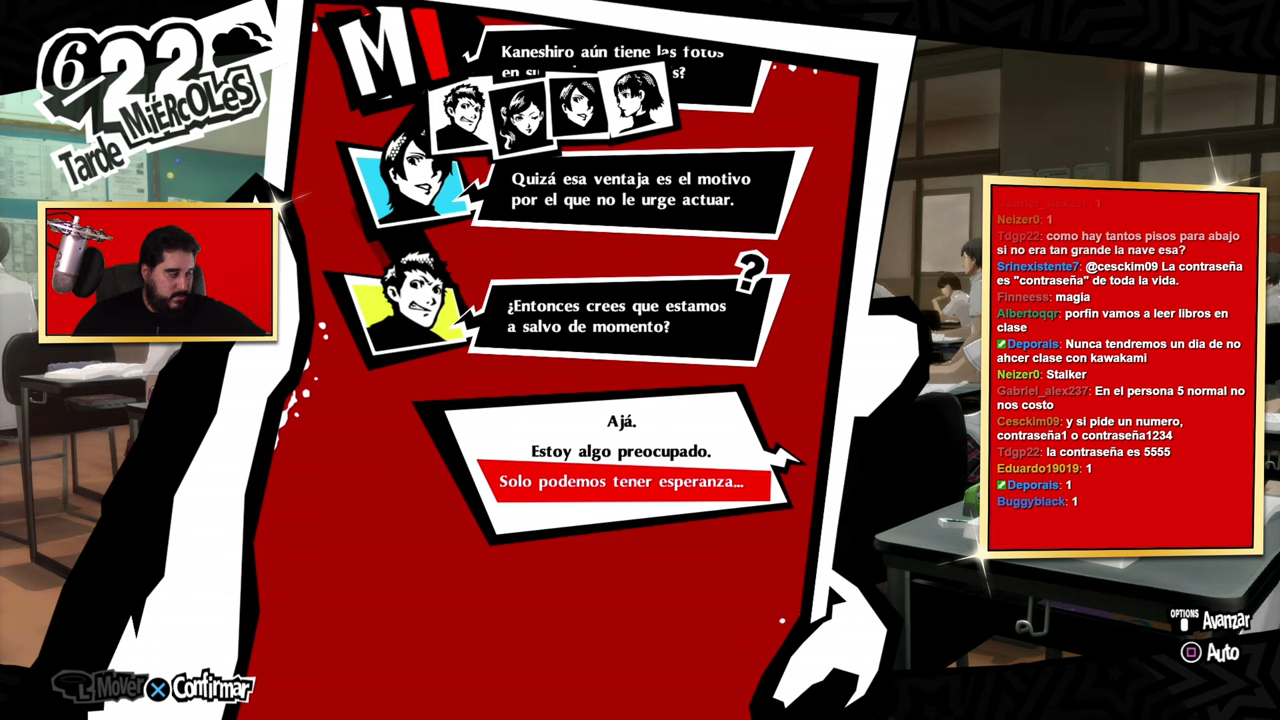 6/22
MIÉRCOLES
Tarde
MI
Kaneshiro aún tiene las fotos
en su s?
Quizá esa ventaja es el motivo
por el que no le urge actuar.
?
¿Entonces crees que estamos
a salvo de momento?
Ajá.
Estoy algo preocupado.
Solo podemos tener esperanza...
Gabriel_alex237: 1
Neizer0: 1
Tdgp22: como hay tantos pisos para abajo
si no era tan grande la nave esa?
Srinexistente7: @cesckim09 La contraseña
es "contraseña" de toda la vida.
Finneess: magia
Albertoqqr: porfin vamos a leer libros en
clase
Deporais: Nunca tendremos un dia de no
ahcer clase con kawakami
Neizer0: Stalker
Gabriel_alex237: En el persona 5 normal no
nos costo
Cesckim09: y si pide un numero,
contraseña1 o contraseña1234
Tdgp22: la contraseña es 5555
Eduardo19019: 1
Deporais: 1
Buggyblack: 1
OPTIONS Avanzar
Auto
L Mover Confirmar